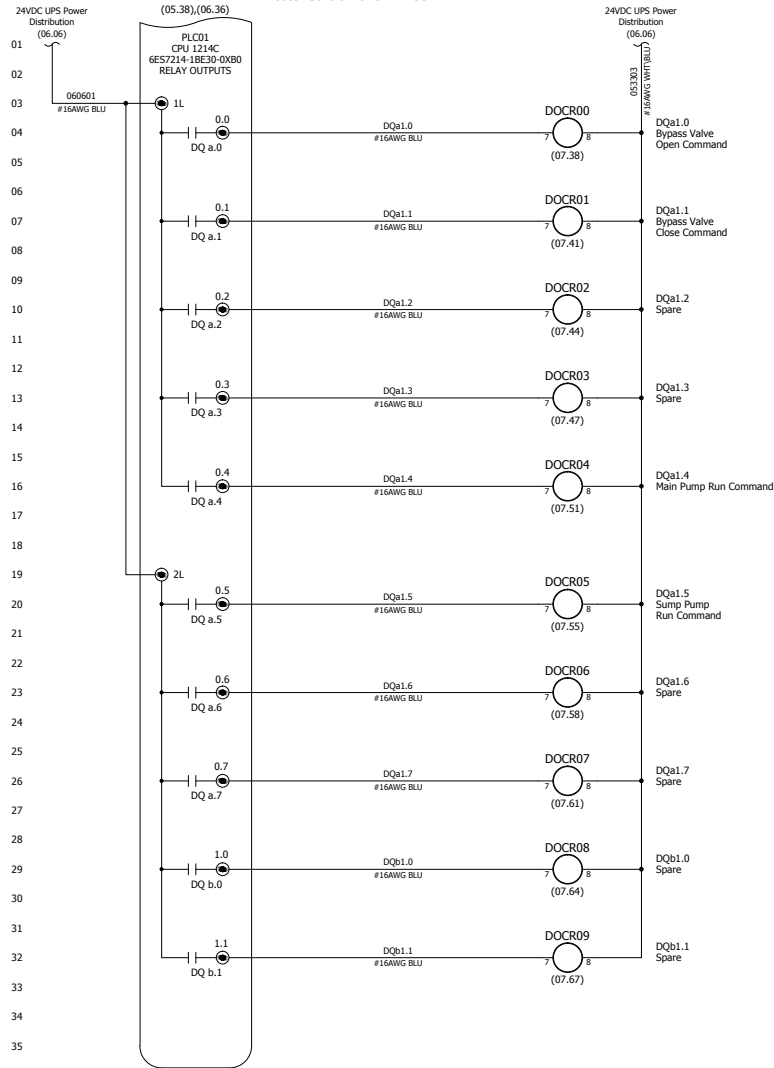 24VDC UPS Power
Distribution
(06.06)
(05.38),(06.36)
PLC01
CPU 1214C
6ES7214-1BE30-0XB0
RELAY OUTPUTS
24VDC UPS Power
Distribution
(06.06)
053303
#16AWG WHT\BLU
01
02
03
060601
#16AWG BLU
1L
04
0.0
DQ a.0
DQa1.0
#16AWG BLU
DOCR00
7
8
(07.38)
DQa1.0
Bypass Valve
Open Command
05
06
07
0.1
DQ a.1
DQa1.1
#16AWG BLU
DOCR01
7
8
(07.41)
DQa1.1
Bypass Valve
Close Command
08
09
10
0.2
DQ a.2
DQa1.2
#16AWG BLU
DOCR02
7
8
(07.44)
DQa1.2
Spare
11
12
13
0.3
DQ a.3
DQa1.3
#16AWG BLU
DOCR03
7
8
(07.47)
DQa1.3
Spare
14
15
16
0.4
DQ a.4
DQa1.4
#16AWG BLU
DOCR04
7
8
(07.51)
DQa1.4
Main Pump Run Command
17
18
19
2L
20
0.5
DQ a.5
DQa1.5
#16AWG BLU
DOCR05
7
8
(07.55)
DQa1.5
Sump Pump
Run Command
21
22
23
0.6
DQ a.6
DQa1.6
#16AWG BLU
DOCR06
7
8
(07.58)
DQa1.6
Spare
24
25
26
0.7
DQ a.7
DQa1.7
#16AWG BLU
DOCR07
7
8
(07.61)
DQa1.7
Spare
27
28
29
1.0
DQ b.0
DQb1.0
#16AWG BLU
DOCR08
7
8
(07.64)
DQb1.0
Spare
30
31
32
1.1
DQ b.1
DQb1.1
#16AWG BLU
DOCR09
7
8
(07.67)
DQb1.1
Spare
33
34
35